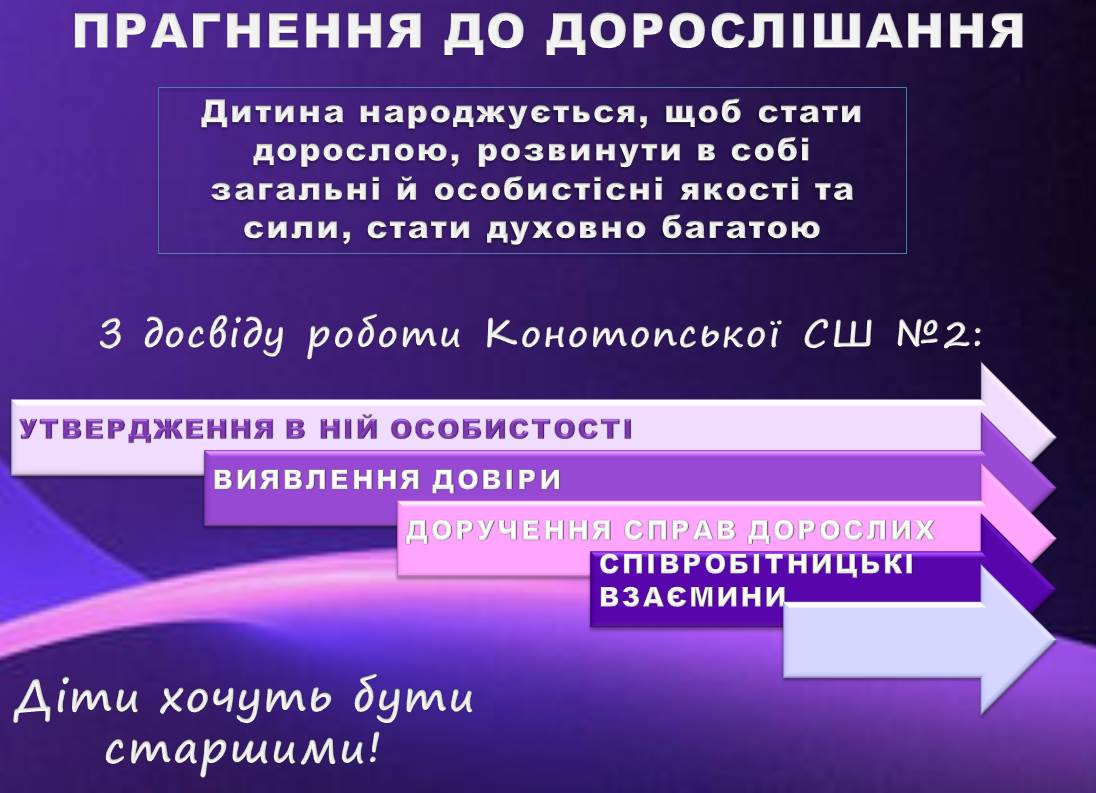 ПРАГНЕННЯ ДО ДОРОСЛІШАННЯ
Дитина народжується, щоб стати
дорослою, розвинути в собі
загальні й особистісні якості та
сили, стати духовно багатою
З досвіду роботи Конотопської СШ №2:
УТВЕРДЖЕННЯ В НІЙ ОСОБИСТОСТІ
ВИЯВЛЕННЯ ДОВІРИ
ДОРУЧЕННЯ СПРАВ ДОРОСЛИХ
СПІВРОБІТНИЦЬКІ
ВЗАЄМИНИ
Діти хочуть бути
старшими!